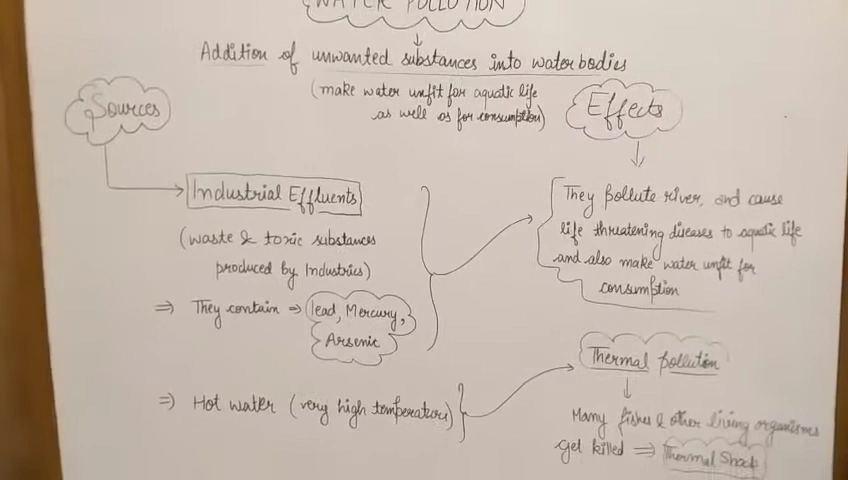 WATER POLLUTION
Addition of unwanted substances into waterbodies
(make water unfit for aquatic life
as well as for consumption)
Sources
Effects
Industrial Effluents
(waste & toxic substances
produced by Industries)
⇒ They contain ⇒ lead, Mercury,
Arsenic
They pollute river, and cause
life threatening diseases to aquatic life
and also make water unfit for
consumption
⇒ Hot water (very high temperature)
Thermal pollution
Many fishes & other living organisms
get killed ⇒ Thermal Shock